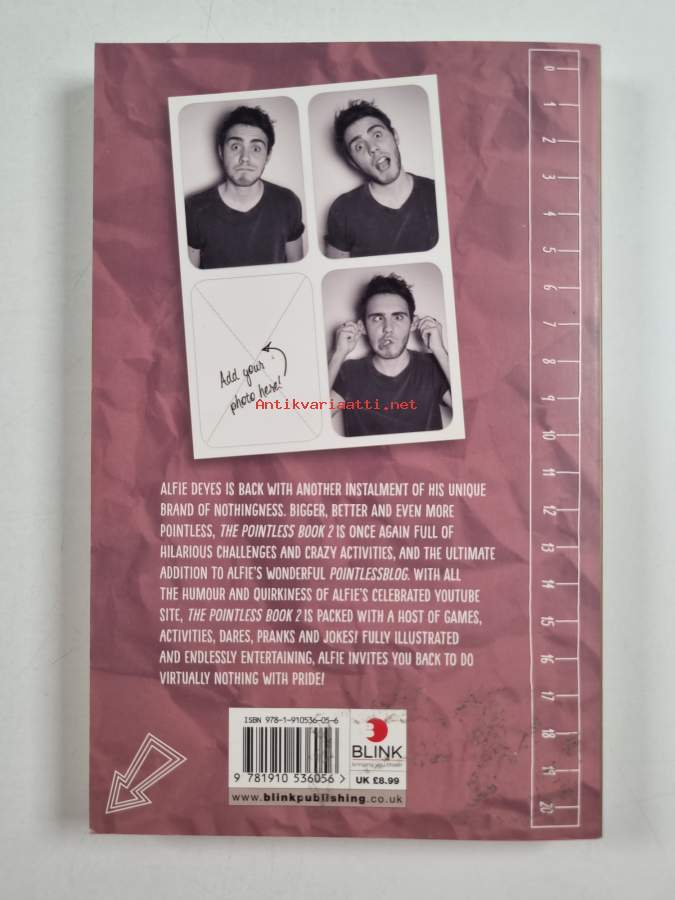 0
1
2
3
4
5
6
7
8
9
10
11
12
13
14
15
16
17
18
19
20
Add your
photo here!
Antikvariaatti.net
ALFIE DEYES IS BACK WITH ANOTHER INSTALMENT OF HIS UNIQUE
BRAND OF NOTHINGNESS. BIGGER, BETTER AND EVEN MORE
POINTLESS, THE POINTLESS BOOK 2 IS ONCE AGAIN FULL OF
HILARIOUS CHALLENGES AND CRAZY ACTIVITIES, AND THE ULTIMATE
ADDITION TO ALFIE'S WONDERFUL POINTLESSBLOG. WITH ALL
THE HUMOUR AND QUIRKINESS OF ALFIE'S CELEBRATED YOUTUBE
SITE, THE POINTLESS BOOK 2 IS PACKED WITH A HOST OF GAMES,
ACTIVITIES, DARES, PRANKS AND JOKES! FULLY ILLUSTRATED
AND ENDLESSLY ENTERTAINING, ALFIE INVITES YOU BACK TO DO
VIRTUALLY NOTHING WITH PRIDE!
ISBN 978-1-910536-05-6
9 781910 536056 >
BLINK
UK £8.99
www.blinkpublishing.co.uk